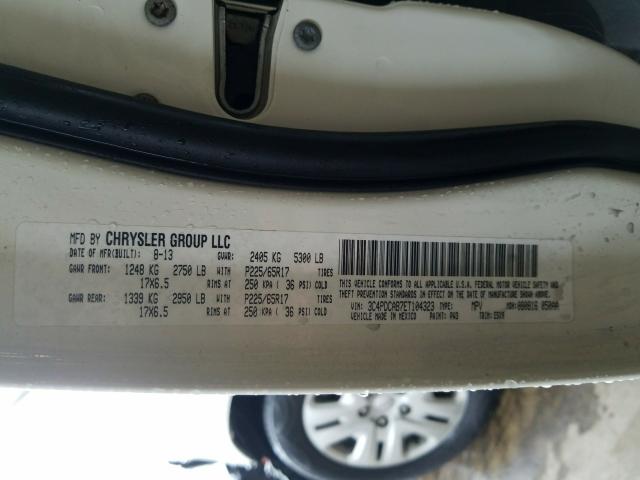 MFD BY CHRYSLER GROUP LLC
DATE OF MFR(BUILT): 8-13 GVWR: 2405 KG 5300 LB
GAWR FRONT: 1248 KG 2750 LB WITH P225/65R17 TIRES
17X6.5 RIMS AT 250 KPA ( 36 PSI) COLD
GAWR REAR: 1339 KG 2950 LB WITH P225/65R17 TIRES
17X6.5 RIMS AT 250 KPA ( 36 PSI) COLD
THIS VEHICLE CONFORMS TO ALL APPLICABLE U.S.A. FEDERAL MOTOR VEHICLE SAFETY AND
THEFT PREVENTION STANDARDS IN EFFECT ON THE DATE OF MANUFACTURE SHOWN ABOVE.
VIN: 3C4PDCAB7ET104323 TYPE: MPV MDH:
VEHICLE MADE IN MEXICO PAINT: TRIM: